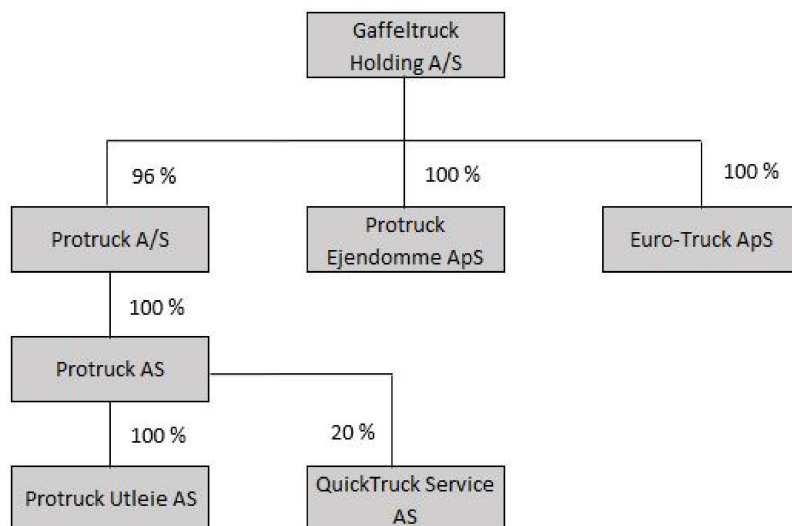 Gaffeltruck
Holding A/S
96 %
100 %
100 %
Protruck A/S
Protruck
Ejendomme ApS
Euro-Truck ApS
100 %
Protruck AS
100 %
20 %
Protruck Utleie AS
QuickTruck Service
AS